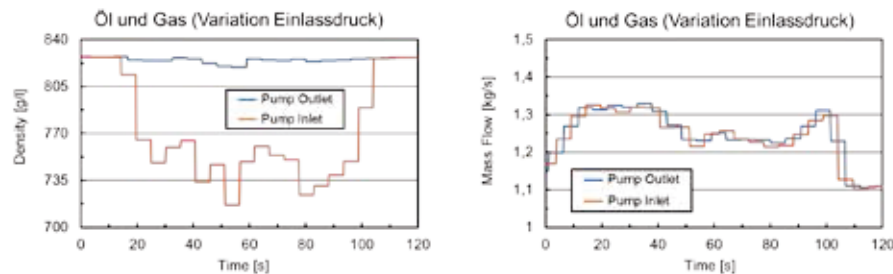 Öl und Gas (Variation Einlassdruck)
840
805
770
735
700
Density [g/l]
Pump Outlet
Pump Inlet
0 20 40 60 80 100 120
Time [s]
Öl und Gas (Variation Einlassdruck)
1,5
1,4
1,3
1,2
1,1
1
Mass Flow [kg/s]
Pump Outlet
Pump Inlet
0 20 40 60 80 100 120
Time [s]